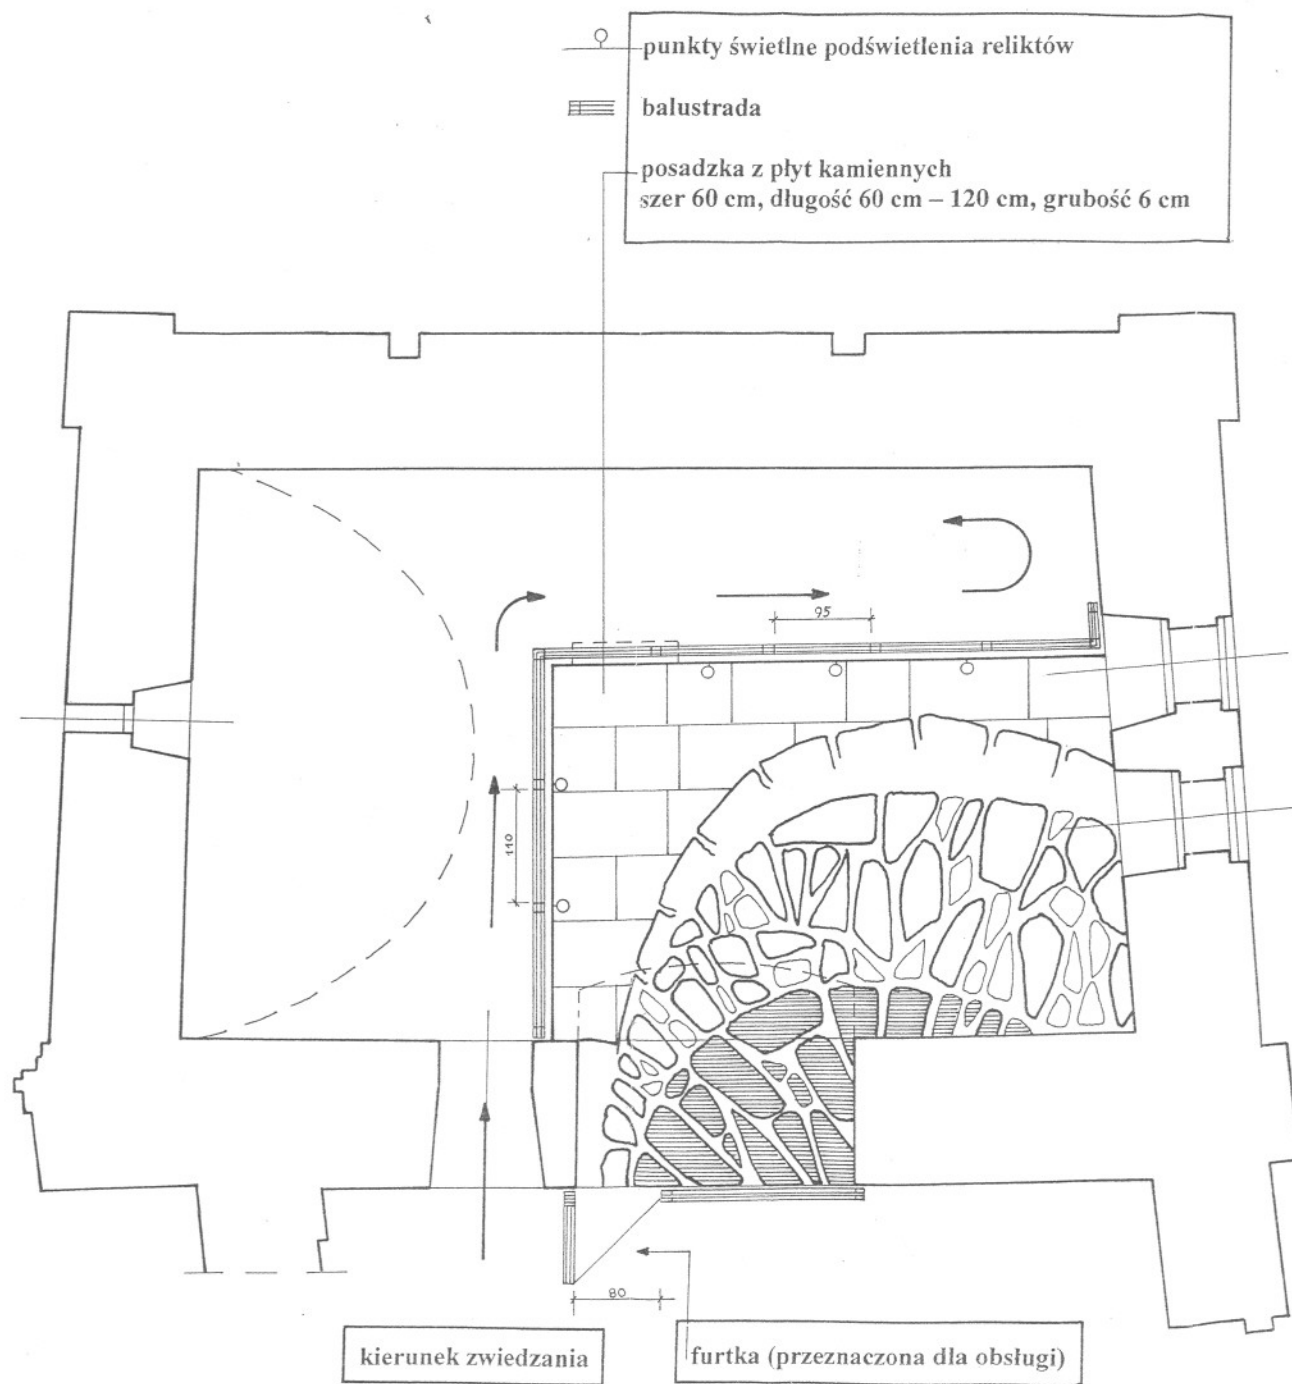 punkty świetlne podświetlenia reliktów
balustrada
posadzka z płyt kamiennych
szer 60 cm, długość 60 cm – 120 cm, grubość 6 cm
95
110
80
kierunek zwiedzania
furtka (przeznaczona dla obsługi)